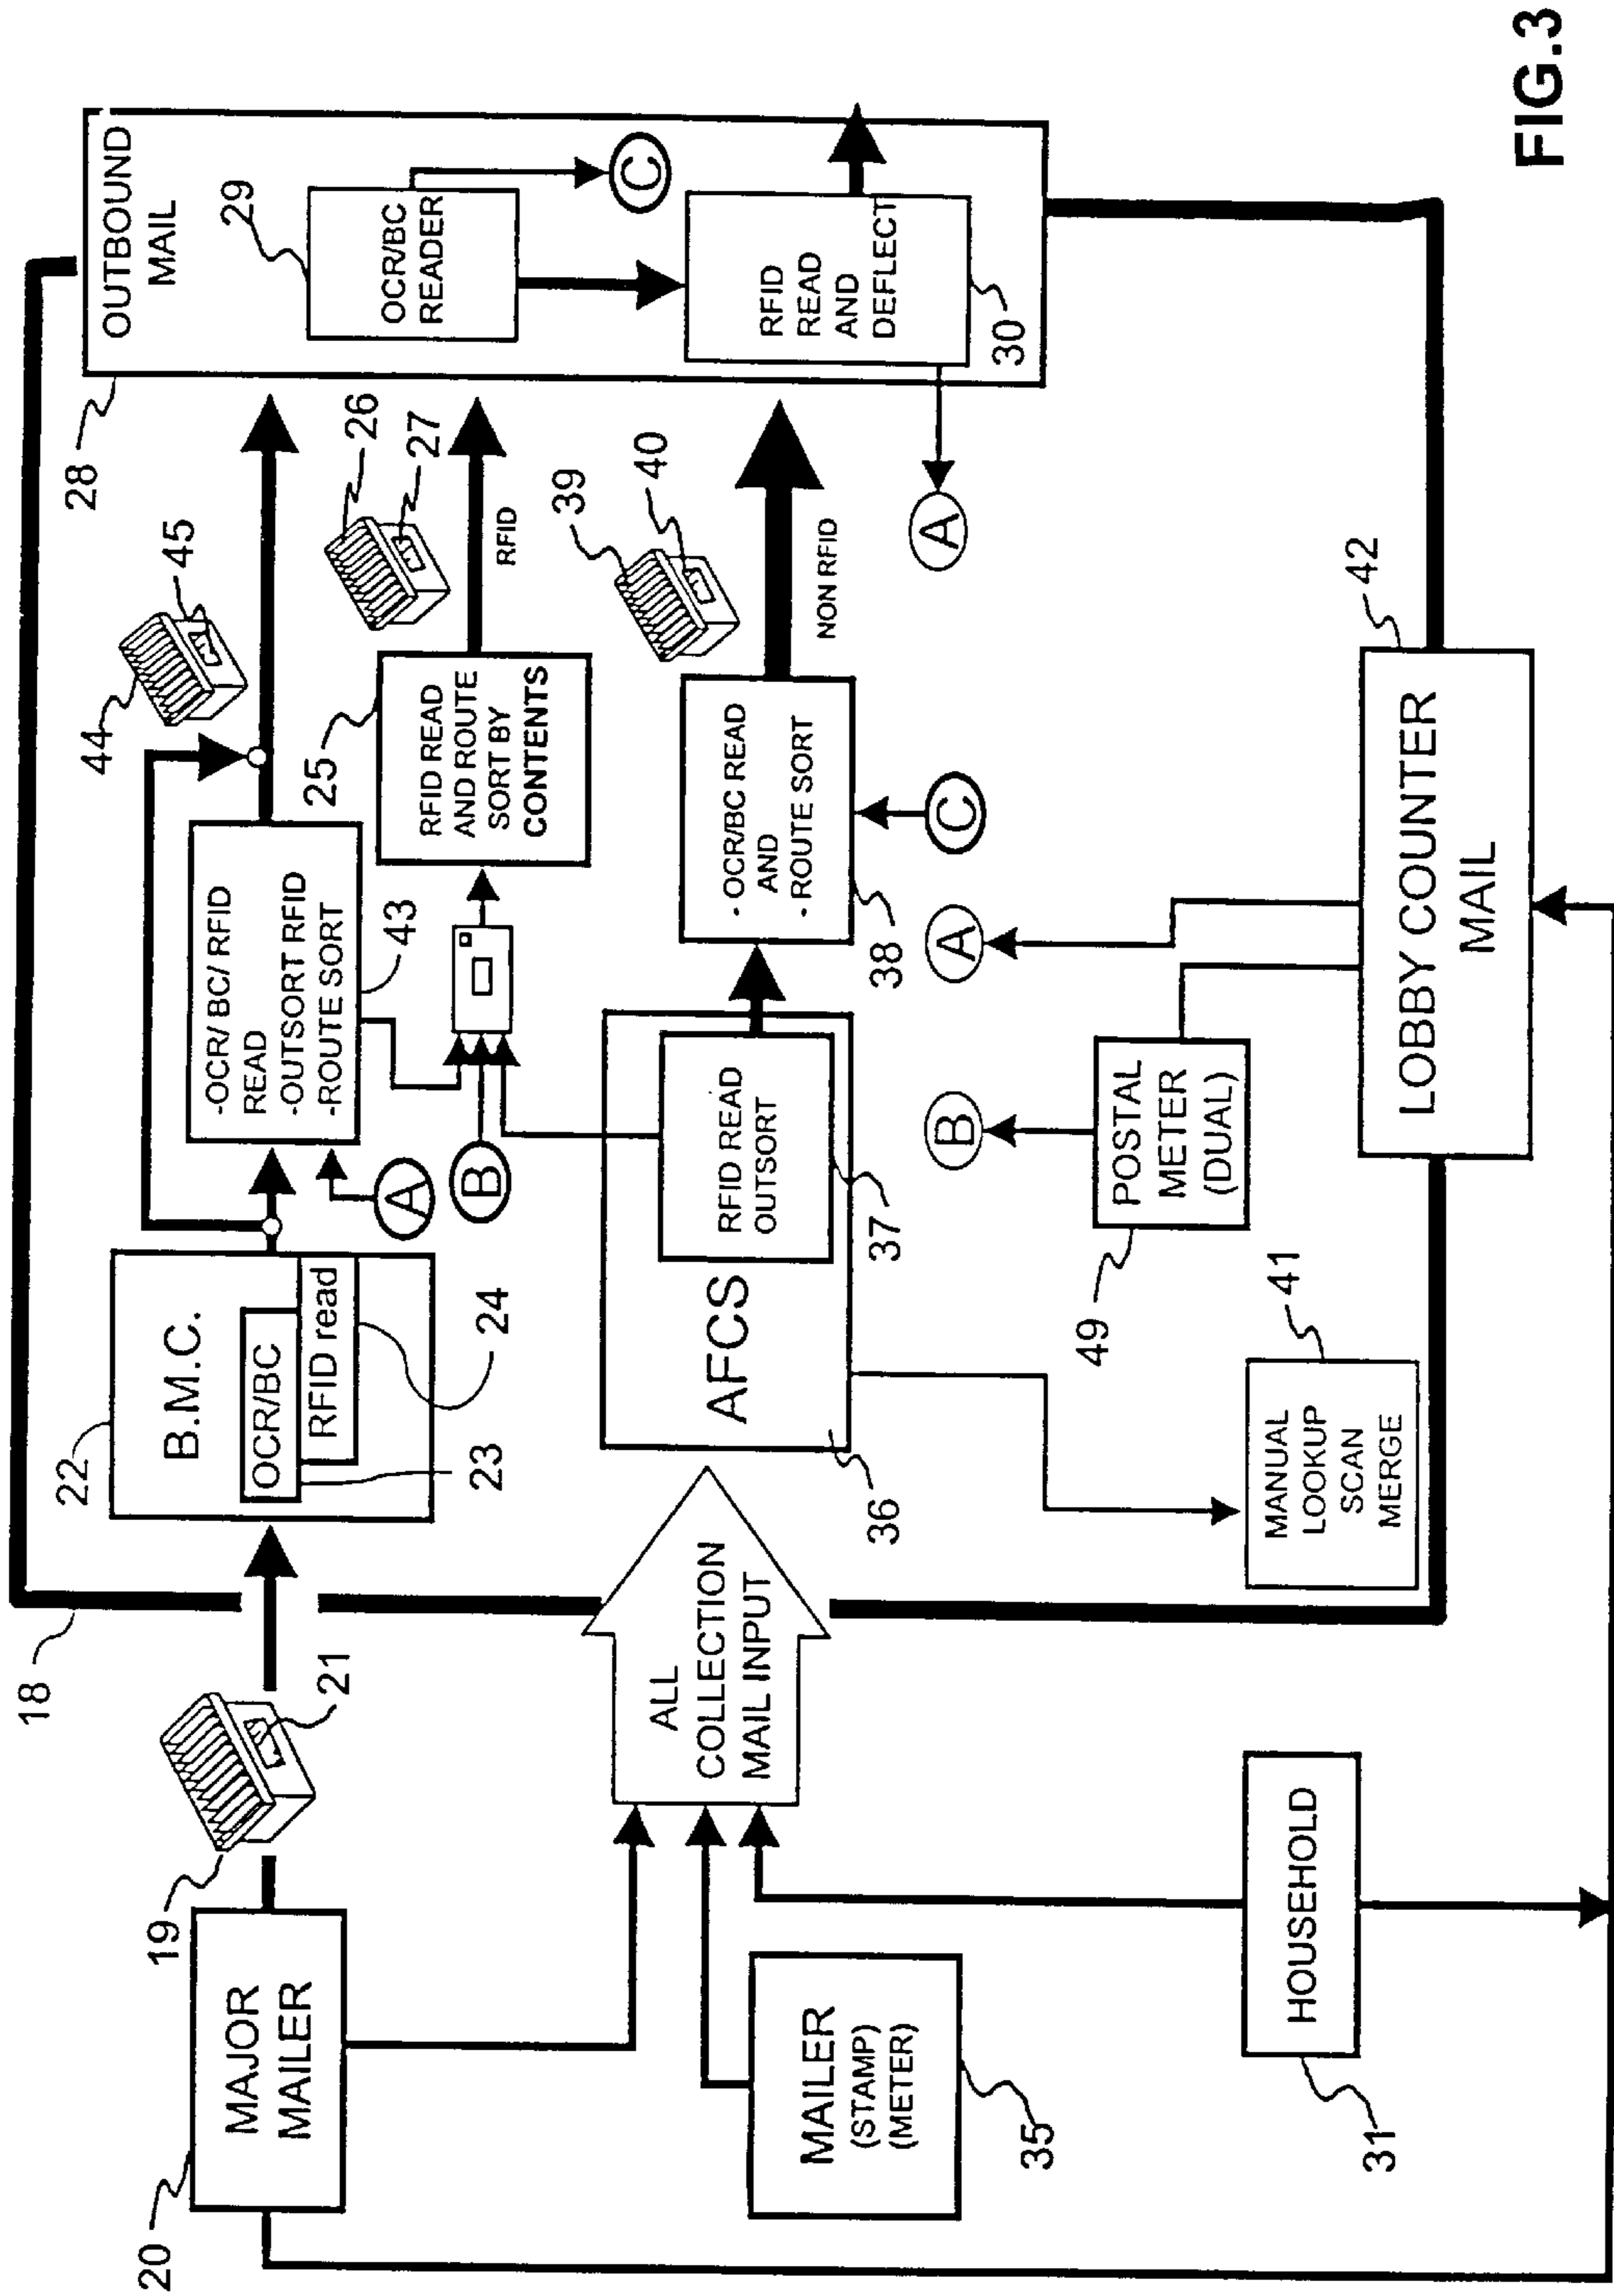 18
20
MAJOR
MAILER
19
21
22
B.M.C.
OCR/BC
RFID read
23
24
-OCR/ BC/ RFID
READ
-OUTSORT RFID
-ROUTE SORT
43
A
B
44
45
25
RFID READ
AND ROUTE
SORT BY
CONTENTS
26
27
RFID
28
OUTBOUND
MAIL
29
OCR/BC
READER
C
RFID
READ
AND
DEFLECT
30
A
ALL
COLLECTION
MAIL INPUT
36
AFCS
RFID READ
OUTSORT
37
- OCR/BC READ
AND
- ROUTE SORT
38
C
39
40
NON RFID
MAILER
(STAMP)
(METER)
35
HOUSEHOLD
31
MANUAL
LOOKUP
SCAN
MERGE
41
POSTAL
METER
(DUAL)
49
B
A
LOBBY COUNTER
MAIL
42
FIG.3